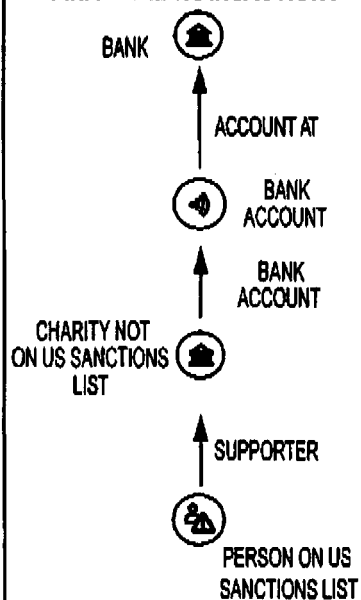 BANK
ACCOUNT AT
BANK
ACCOUNT
BANK
ACCOUNT
CHARITY NOT
ON US SANCTIONS
LIST
SUPPORTER
PERSON ON US
SANCTIONS LIST